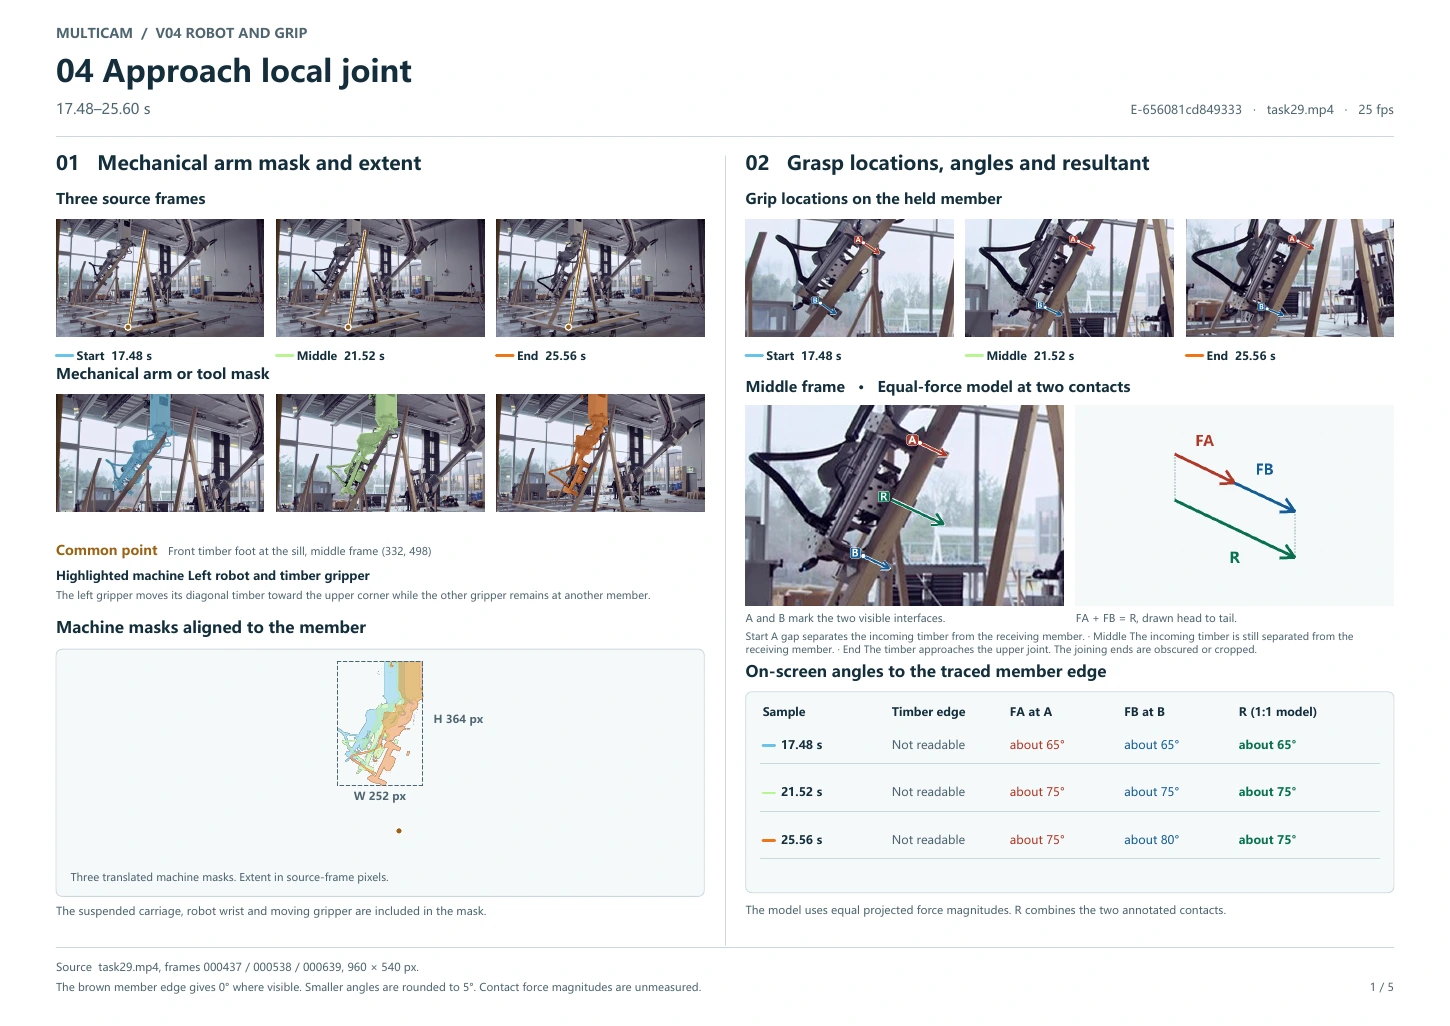 MULTICAM / V04 ROBOT AND GRIP
04 Approach local joint
17.48–25.60 s
E-656081cd849333 · task29.mp4 · 25 fps
01 Mechanical arm mask and extent
Three source frames
Start 17.48 s
Middle 21.52 s
End 25.56 s
Mechanical arm or tool mask
Common point Front timber foot at the sill, middle frame (332, 498)
Highlighted machine Left robot and timber gripper
The left gripper moves its diagonal timber toward the upper corner while the other gripper remains at another member.
Machine masks aligned to the member
H 364 px
W 252 px
Three translated machine masks. Extent in source-frame pixels.
The suspended carriage, robot wrist and moving gripper are included in the mask.
02 Grasp locations, angles and resultant
Grip locations on the held member
A
B
A
B
A
B
Start 17.48 s
Middle 21.52 s
End 25.56 s
Middle frame • Equal-force model at two contacts
A
R
B
FA
FB
R
A and B mark the two visible interfaces.
FA + FB = R, drawn head to tail.
Start A gap separates the incoming timber from the receiving member. · Middle The incoming timber is still separated from the
receiving member. · End The timber approaches the upper joint. The joining ends are obscured or cropped.
On-screen angles to the traced member edge
Sample Timber edge FA at A FB at B R (1:1 model)
17.48 s Not readable about 65° about 65° about 65°
21.52 s Not readable about 75° about 75° about 75°
25.56 s Not readable about 75° about 80° about 75°
The model uses equal projected force magnitudes. R combines the two annotated contacts.
Source task29.mp4, frames 000437 / 000538 / 000639, 960 × 540 px.
The brown member edge gives 0° where visible. Smaller angles are rounded to 5°. Contact force magnitudes are unmeasured.
1 / 5